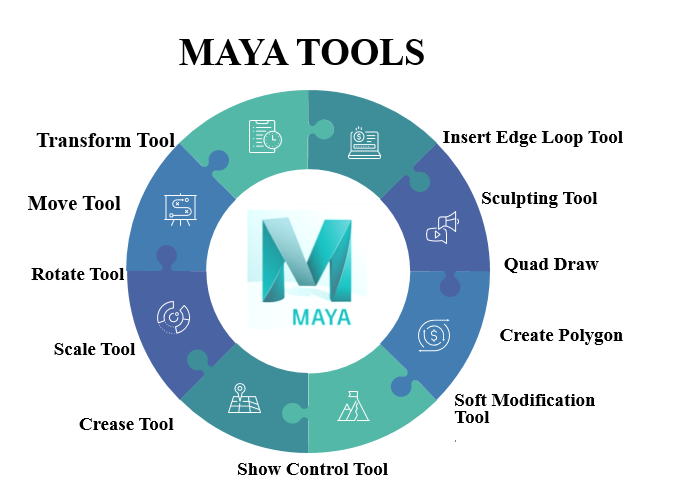 MAYA TOOLS
Transform Tool
Insert Edge Loop Tool
Move Tool
Sculpting Tool
Rotate Tool
Quad Draw
MAYA
Scale Tool
Create Polygon
Crease Tool
Soft Modification
Tool
Show Control Tool